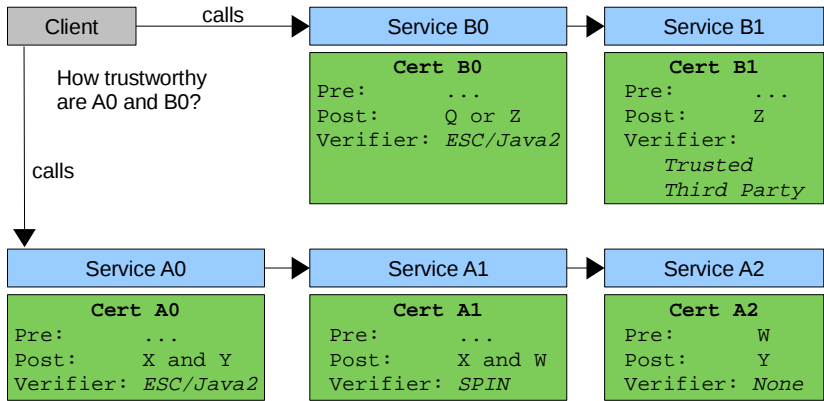 Client
calls
Service B0
Service B1
How trustworthy
are A0 and B0?
Cert B0
Pre: ...
Post: Q or Z
Verifier: ESC/Java2
Cert B1
Pre: ...
Post: Z
Verifier:
Trusted
Third Party
calls
Service A0
Service A1
Service A2
Cert A0
Pre: ...
Post: X and Y
Verifier: ESC/Java2
Cert A1
Pre: ...
Post: X and W
Verifier: SPIN
Cert A2
Pre: W
Post: Y
Verifier: None